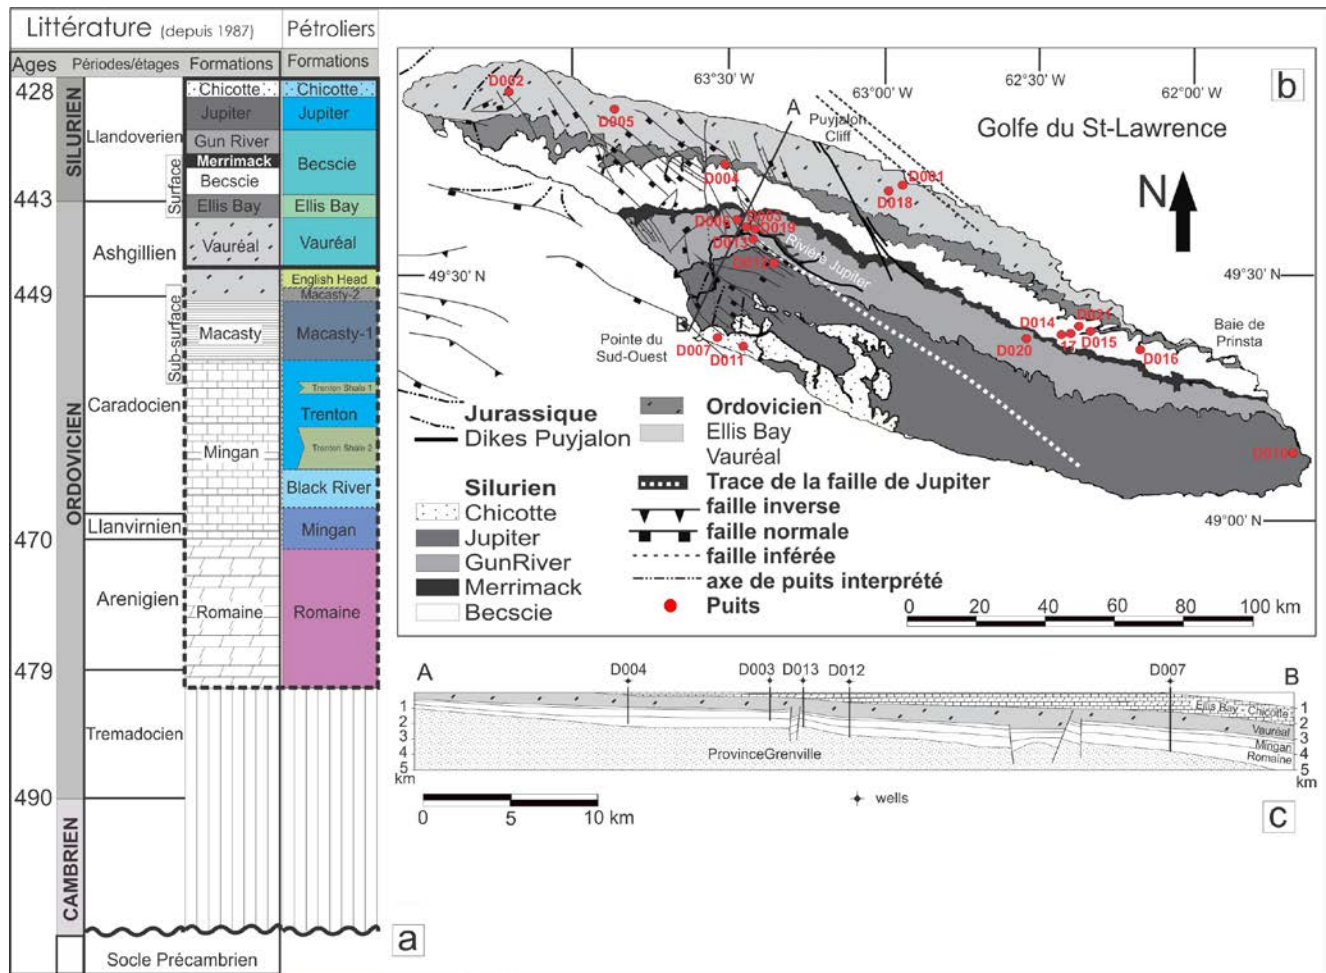 Littérature (depuis 1987)
Pétroliers
Ages
Périodes/étages
Formations
Formations
428
443
449
470
479
490
SILURIEN
ORDOVICIEN
CAMBRIEN
Llandoverien
Ashgillien
Caradocien
Llanvirnien
Arenigien
Tremadocien
Surface
Sub-surface
Chicotte
Jupiter
Gun River
Merrimack
Becscie
Ellis Bay
Vauréal
Macasty
Mingan
Romaine
Chicotte
Jupiter
Becscie
Ellis Bay
Vauréal
English Head
Macasty-2
Macasty-1
Trenton Shale 1
Trenton
Trenton Shale 2
Black River
Mingan
Romaine
Socle Précambrien
a
63°30' W
63°00' W
62°30' W
62°00' W
b
Golfe du St-Lawrence
N
A
Puyjalon
Cliff
D002
D005
D004
D001
D018
D006
D003
D019
D013
D012
Rivière Jupiter
49°30' N
49°30' N
B
Pointe du
Sud-Ouest
D007
D011
D014
D021
17
D015
D020
D016
Baie de
Prinsta
D010
49°00' N
Jurassique
Dikes Puyjalon
Silurien
Chicotte
Jupiter
GunRiver
Merrimack
Becscie
Ordovicien
Ellis Bay
Vauréal
Trace de la faille de Jupiter
faille inverse
faille normale
faille inférée
axe de puits interprété
Puits
0 20 40 60 80 100 km
A
D004
D003
D013
D012
D007
B
1
2
3
4
5
km
Ellis Bay - Chicotte
Vauréal
Mingan
Romaine
ProvinceGrenville
1
2
3
4
5
km
0 5 10 km
wells
c